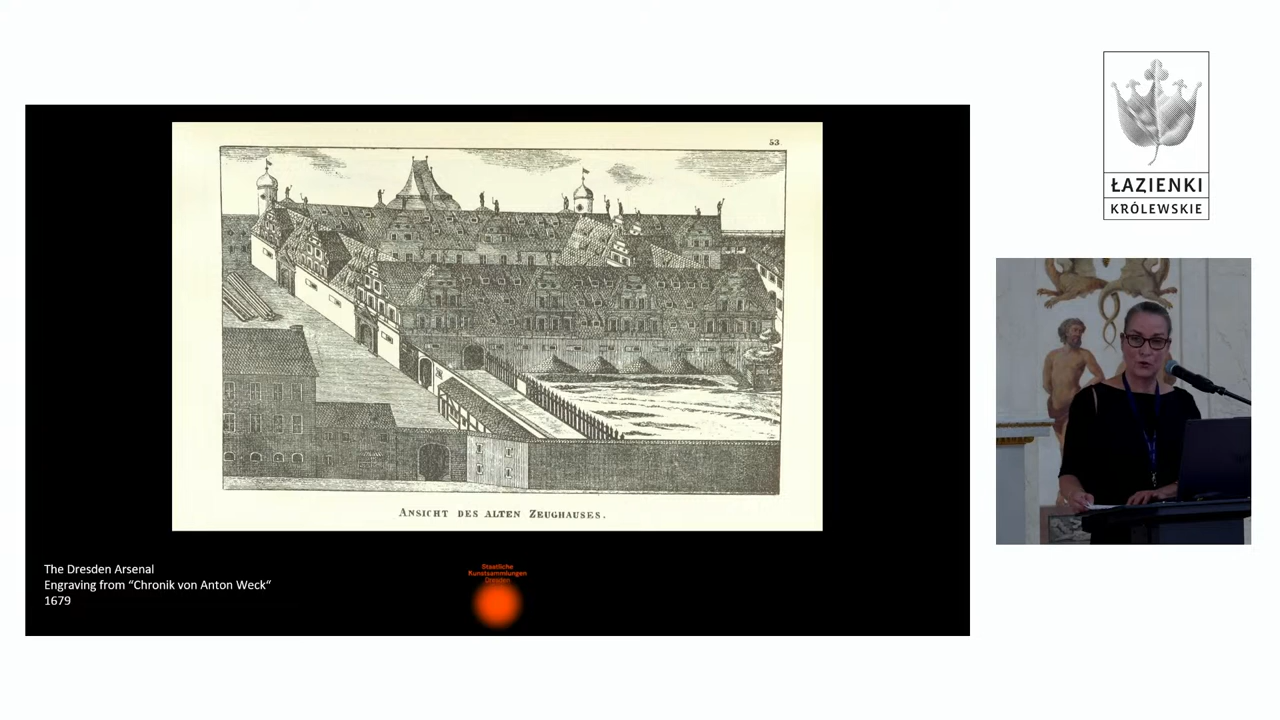 53
ANSICHT DES ALTEN ZEUGHAUSES.
The Dresden Arsenal
Engraving from “Chronik von Anton Weck“
1679
Staatliche
Kunstsammlungen
Dresden
ŁAZIENKI
KRÓLEWSKIE